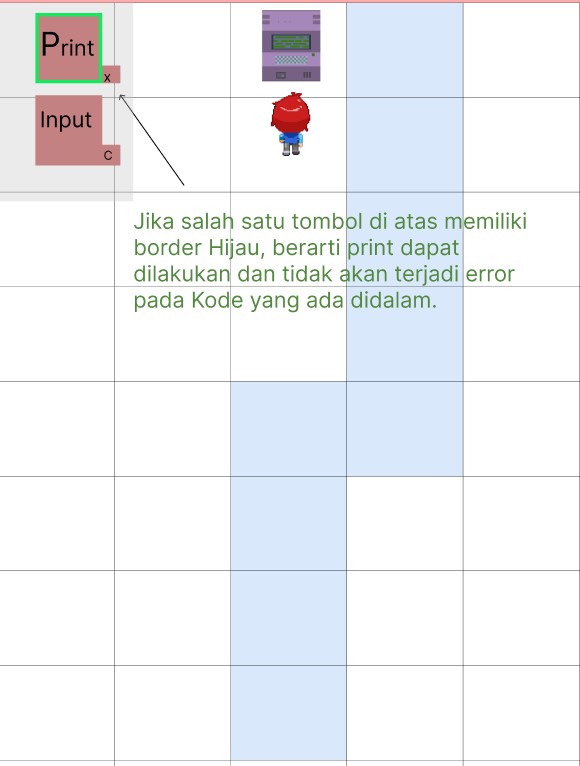 Print
x
Input
C
Jika salah satu tombol di atas memiliki
border Hijau, berarti print dapat
dilakukan dan tidak akan terjadi error
pada Kode yang ada didalam.